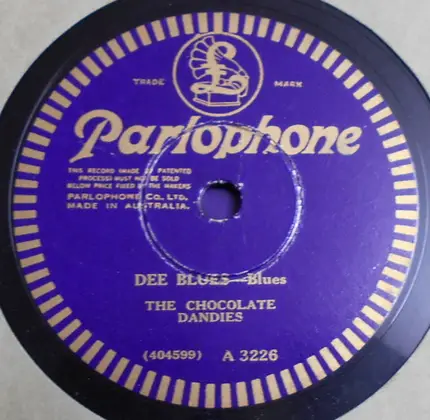 TRADE MARK
Parlophone
THIS RECORD (MADE BY PATENTED
PROCESS) MUST NOT BE SOLD
BELOW PRICE FIXED BY THE MAKERS
PARLOPHONE CO., LTD.
MADE IN AUSTRALIA.
DEE BLUES—Blues
THE CHOCOLATE
DANDIES
(404599) A 3226